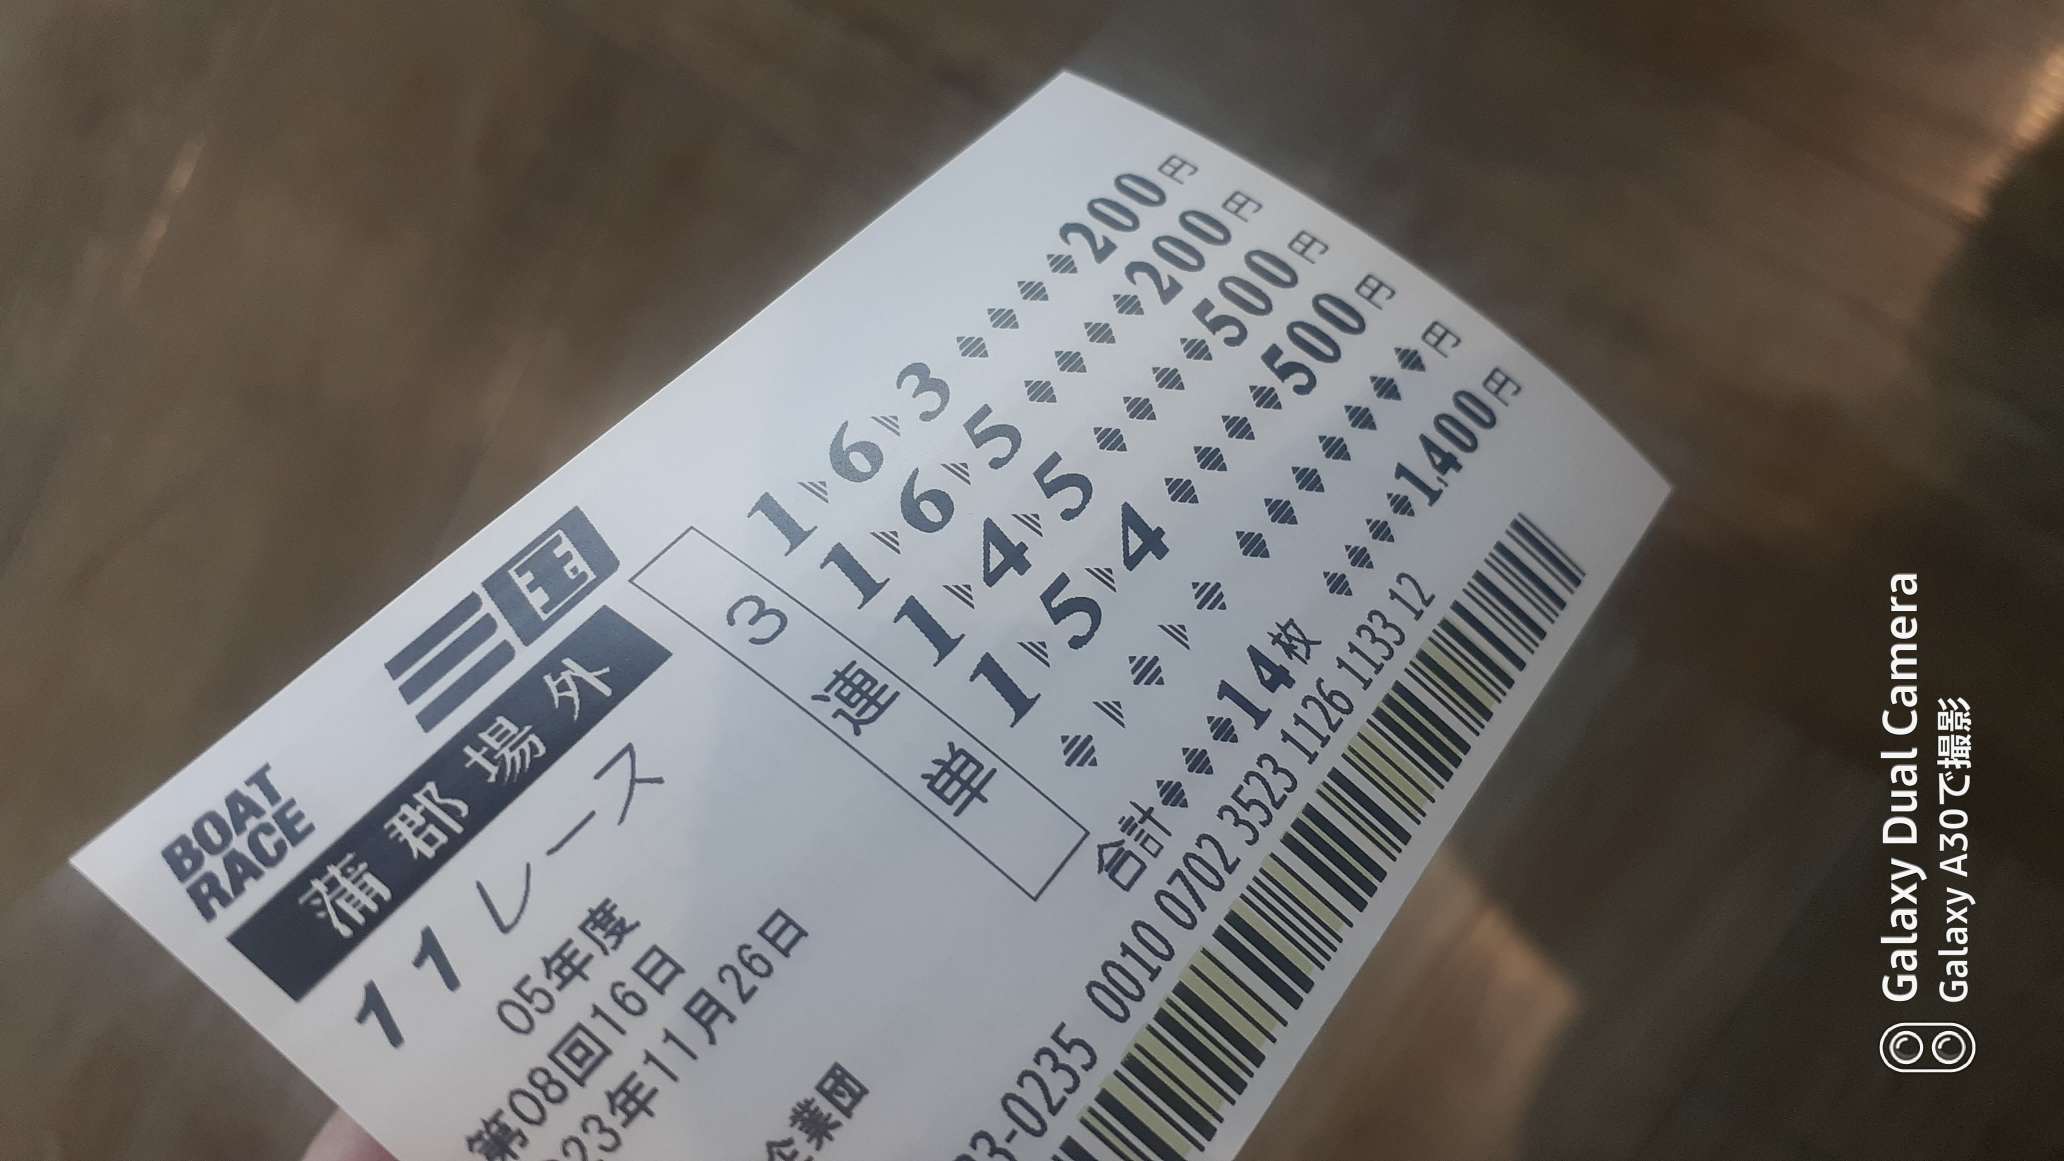 BOAT
RACE
三国
蒲郡場外
11レース
05年度
第08回16日
023年11月26日
企業団
3連単
1 6 3 200円
1 6 5 200円
1 4 5 500円
1 5 4 500円
円
合計 14枚 1,400円
3-0235 0010 0702 3523 1126 1133 12
Galaxy Dual Camera
Galaxy A30で撮影